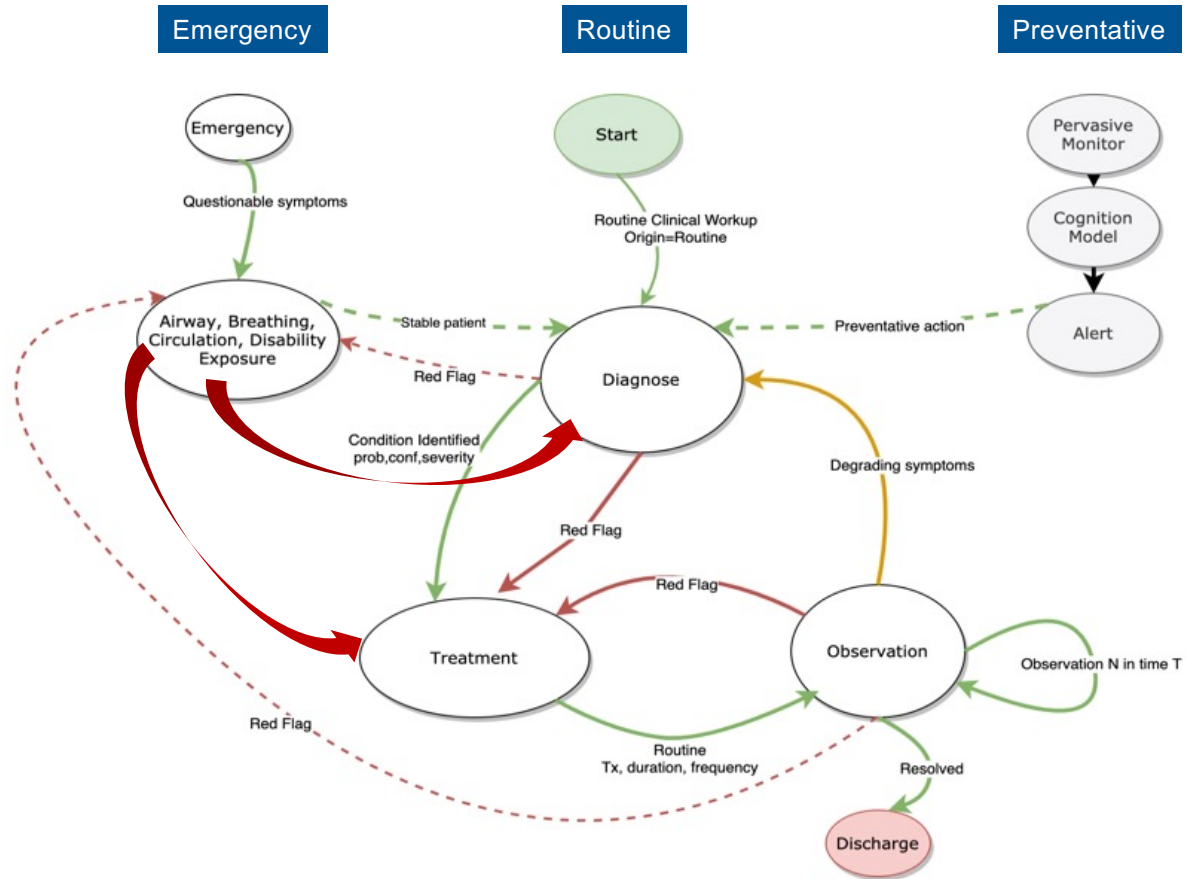 Emergency
Routine
Preventative
Emergency
Start
Pervasive
Monitor
Questionable symptoms
Routine Clinical Workup
Origin=Routine
Cognition
Model
Airway, Breathing,
Circulation, Disability
Exposure
Stable patient
Preventative action
Alert
Red Flag
Diagnose
Condition Identified
prob,conf,severity
Degrading symptoms
Red Flag
Red Flag
Treatment
Observation
Observation N in time T
Red Flag
Routine
Tx, duration, frequency
Resolved
Discharge